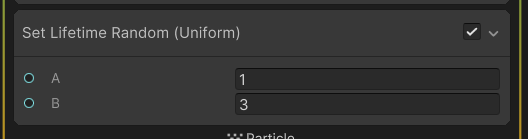 Set Lifetime Random (Uniform)
A 1
B 3
Particle